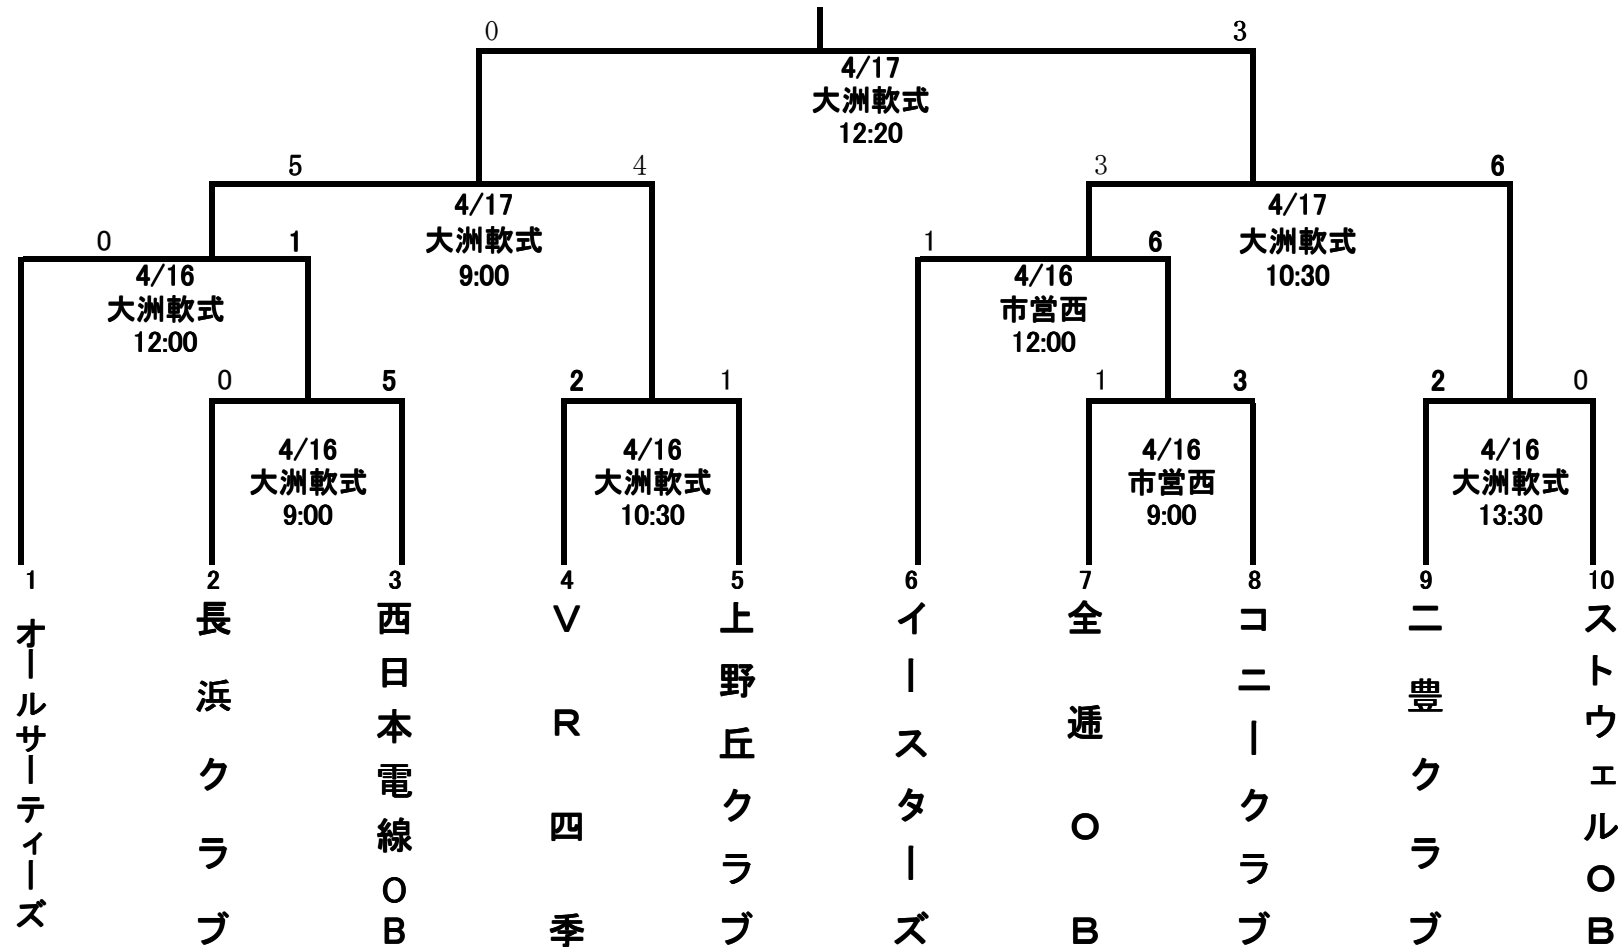 0
3
4/17
大洲軟式
12:20
5
4
3
6
4/17
大洲軟式
9:00
4/17
大洲軟式
10:30
0
1
1
6
4/16
大洲軟式
12:00
4/16
市営西
12:00
0
5
2
1
1
3
2
0
4/16
大洲軟式
9:00
4/16
大洲軟式
10:30
4/16
市営西
9:00
4/16
大洲軟式
13:30
1
オールサーティーズ
2
長浜クラブ
3
西日本電線OB
4
VR四季
5
上野丘クラブ
6
イースターズ
7
全逓OB
8
コニークラブ
9
二豊クラブ
10
ストウェルOB